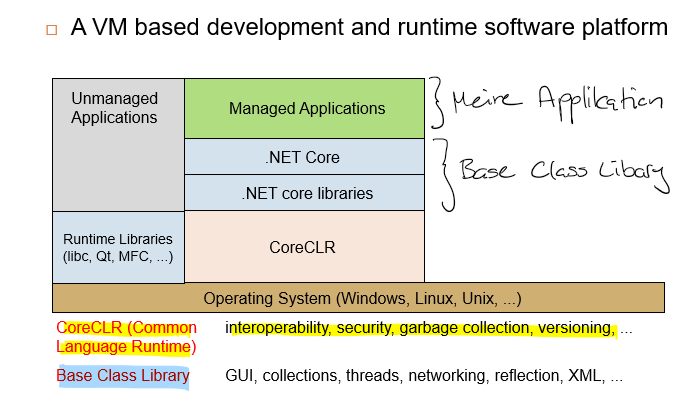 A VM based development and runtime software platform
Unmanaged
Applications
Managed Applications
Meine Applikation
.NET Core
.NET core libraries
Base Class Libary
Runtime Libraries
(libc, Qt, MFC, ...)
CoreCLR
Operating System (Windows, Linux, Unix, ...)
CoreCLR (Common interoperability, security, garbage collection, versioning, ...
Language Runtime)
Base Class Library GUI, collections, threads, networking, reflection, XML, ...